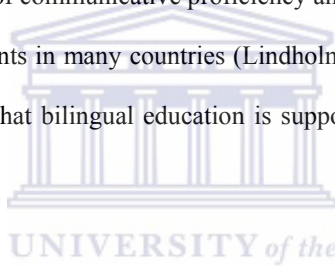 of communicative proficiency an
nts in many countries (Lindholm
hat bilingual education is suppo
UNIVERSITY of the